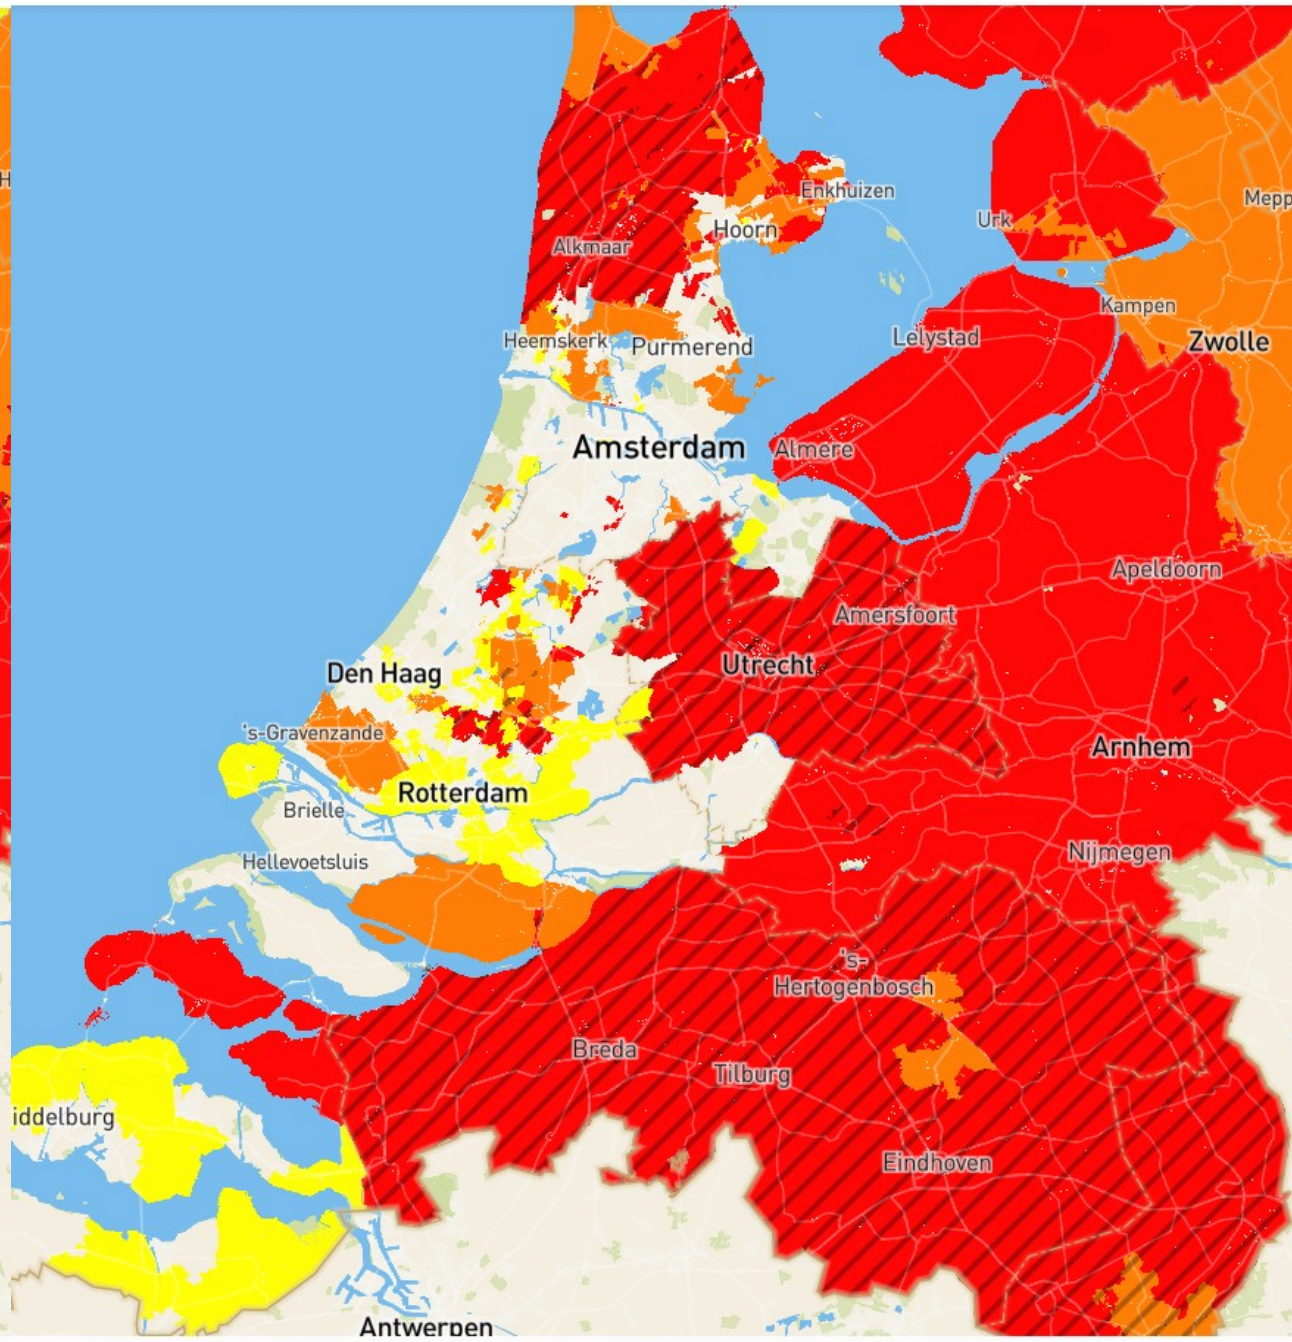 H
Enkhuizen
Mepp
Urk
Hoorn
Alkmaar
Kampen
Lelystad
Heemskerk
Purmerend
Zwolle
Amsterdam
Almere
Apeldoorn
Amersfoort
Utrecht
Den Haag
's-Gravenzande
Arnhem
Rotterdam
Brielle
Nijmegen
Hellevoetsluis
's-
Hertogenbosch
Breda
Tilburg
iddelburg
Eindhoven
Antwerpen